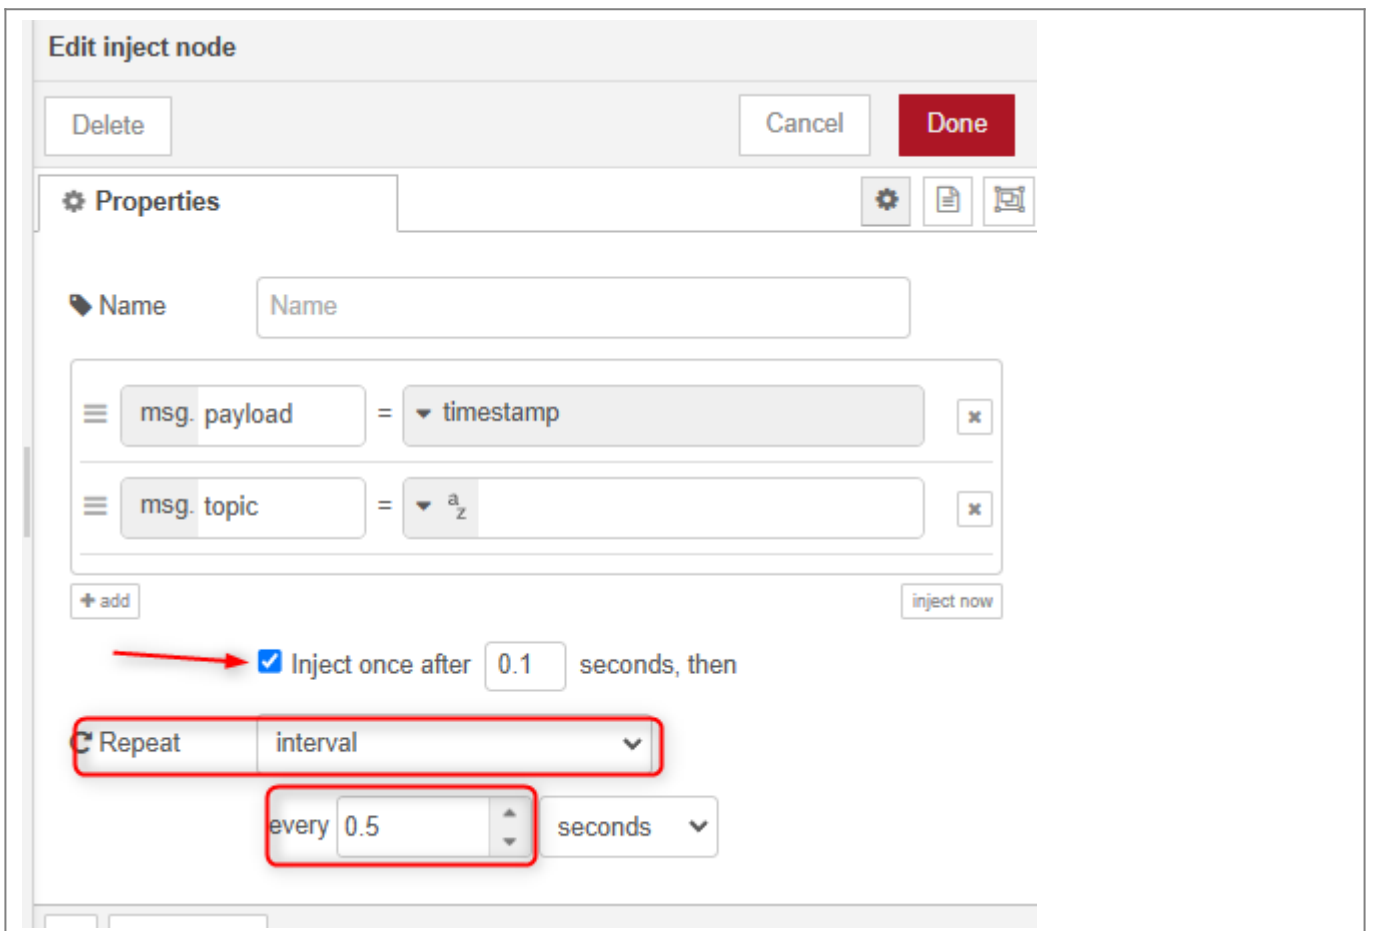 Edit inject node
Delete Cancel Done
Properties
Name Name
msg. payload = timestamp
msg. topic = a z
+ add inject now
Inject once after 0.1 seconds, then
Repeat interval
every 0.5 seconds